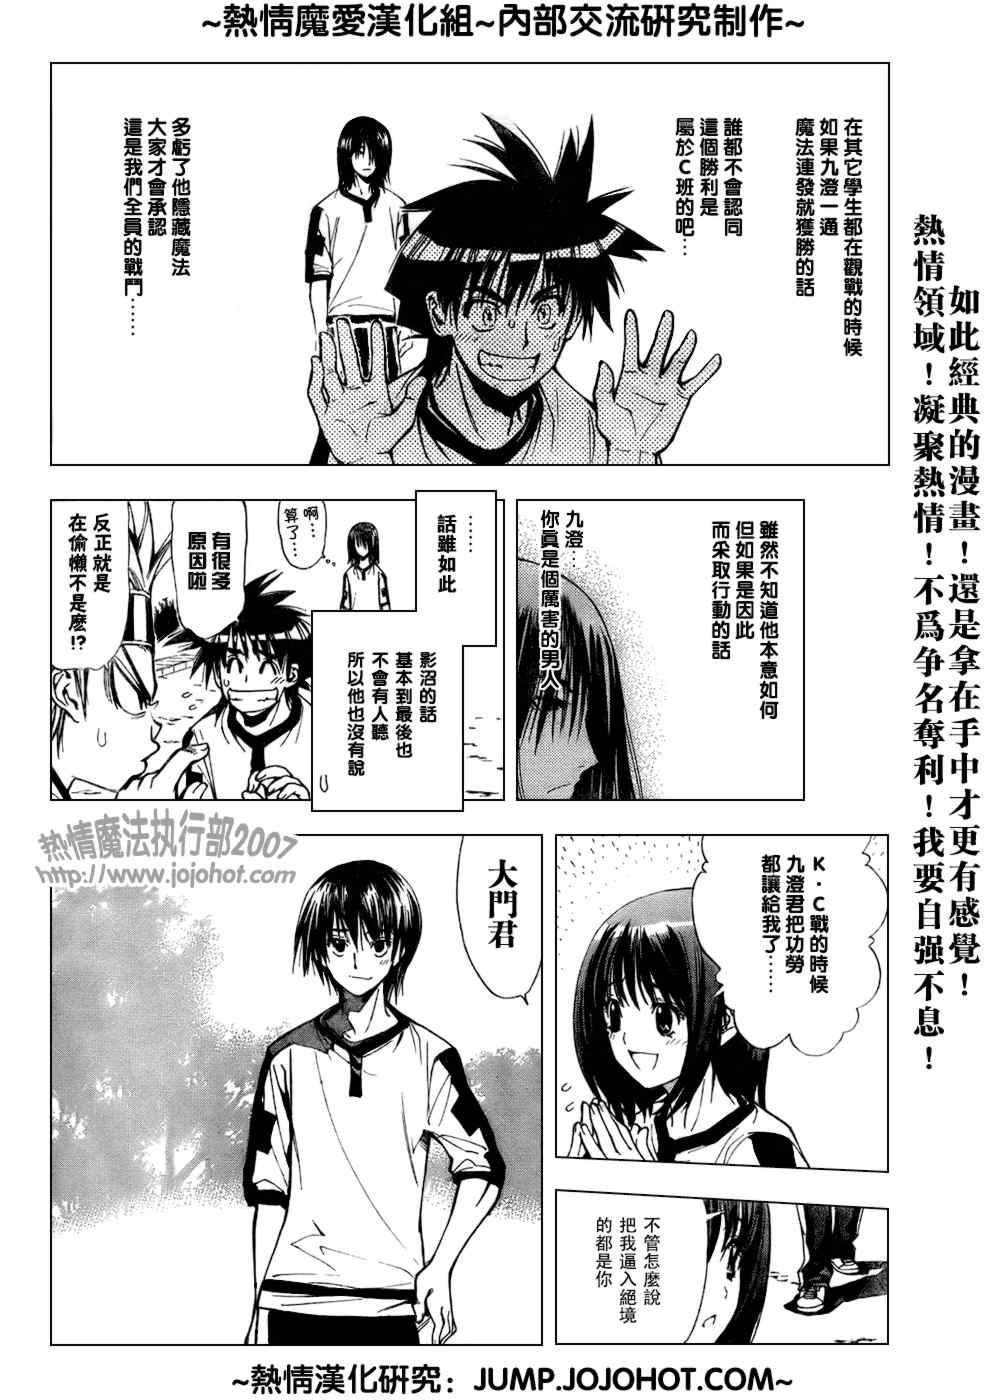 ~熱情魔愛漢化組~內部交流研究制作~
在其它學生都在觀戰的時候
如果九澄一通
魔法連發就獲勝的話
誰都不會認同
這個勝利是
屬於C班的吧…
多虧了他隱藏魔法
大家才會承認
這是我們全員的戰鬥……
如此經典的漫畫！還是拿在手中才更有感覺！
熱情領域！凝聚熱情！不爲争名奪利！我要自强不息！
雖然不知道他本意如何
但如果是因此
而采取行動的話
九澄…
你眞是個厲害的男人
……
話雖如此
影沼的話
基本到最後也
不會有人聽
所以他也沒有說
啊…
算了…
有很多
原因啦
反正就是
在偷懶不是麽!?
K·C戰的時候
九澄君把功勞
都讓給我了……
大門君
不管怎麽說
把我逼入絕境
的都是你
熱情魔法执行部2007
http://www.jojohot.com
~熱情漢化研究：JUMP.JOJOHOT.COM~